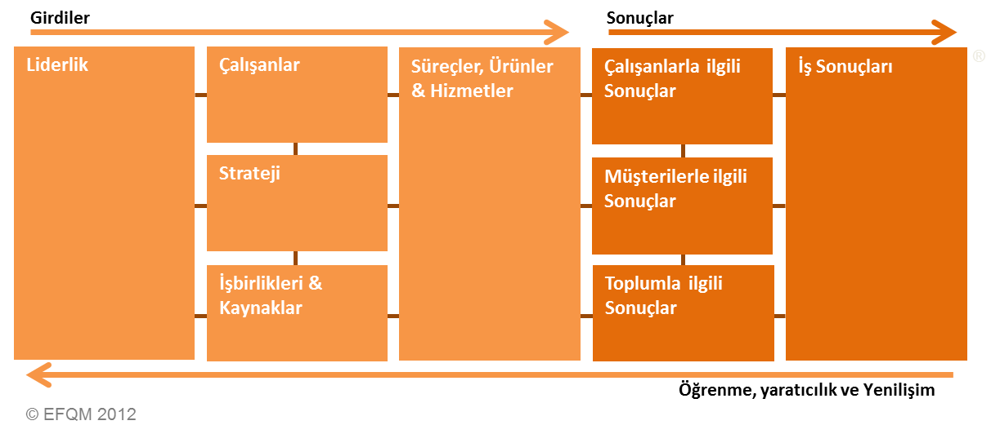 Girdiler
Sonuçlar
Liderlik
Çalışanlar
Strateji
İşbirlikleri &
Kaynaklar
Süreçler, Ürünler
& Hizmetler
Çalışanlarla ilgili
Sonuçlar
Müşterilerle ilgili
Sonuçlar
Toplumla ilgili
Sonuçlar
İş Sonuçları
®
Öğrenme, yaratıcılık ve Yenilişim
© EFQM 2012